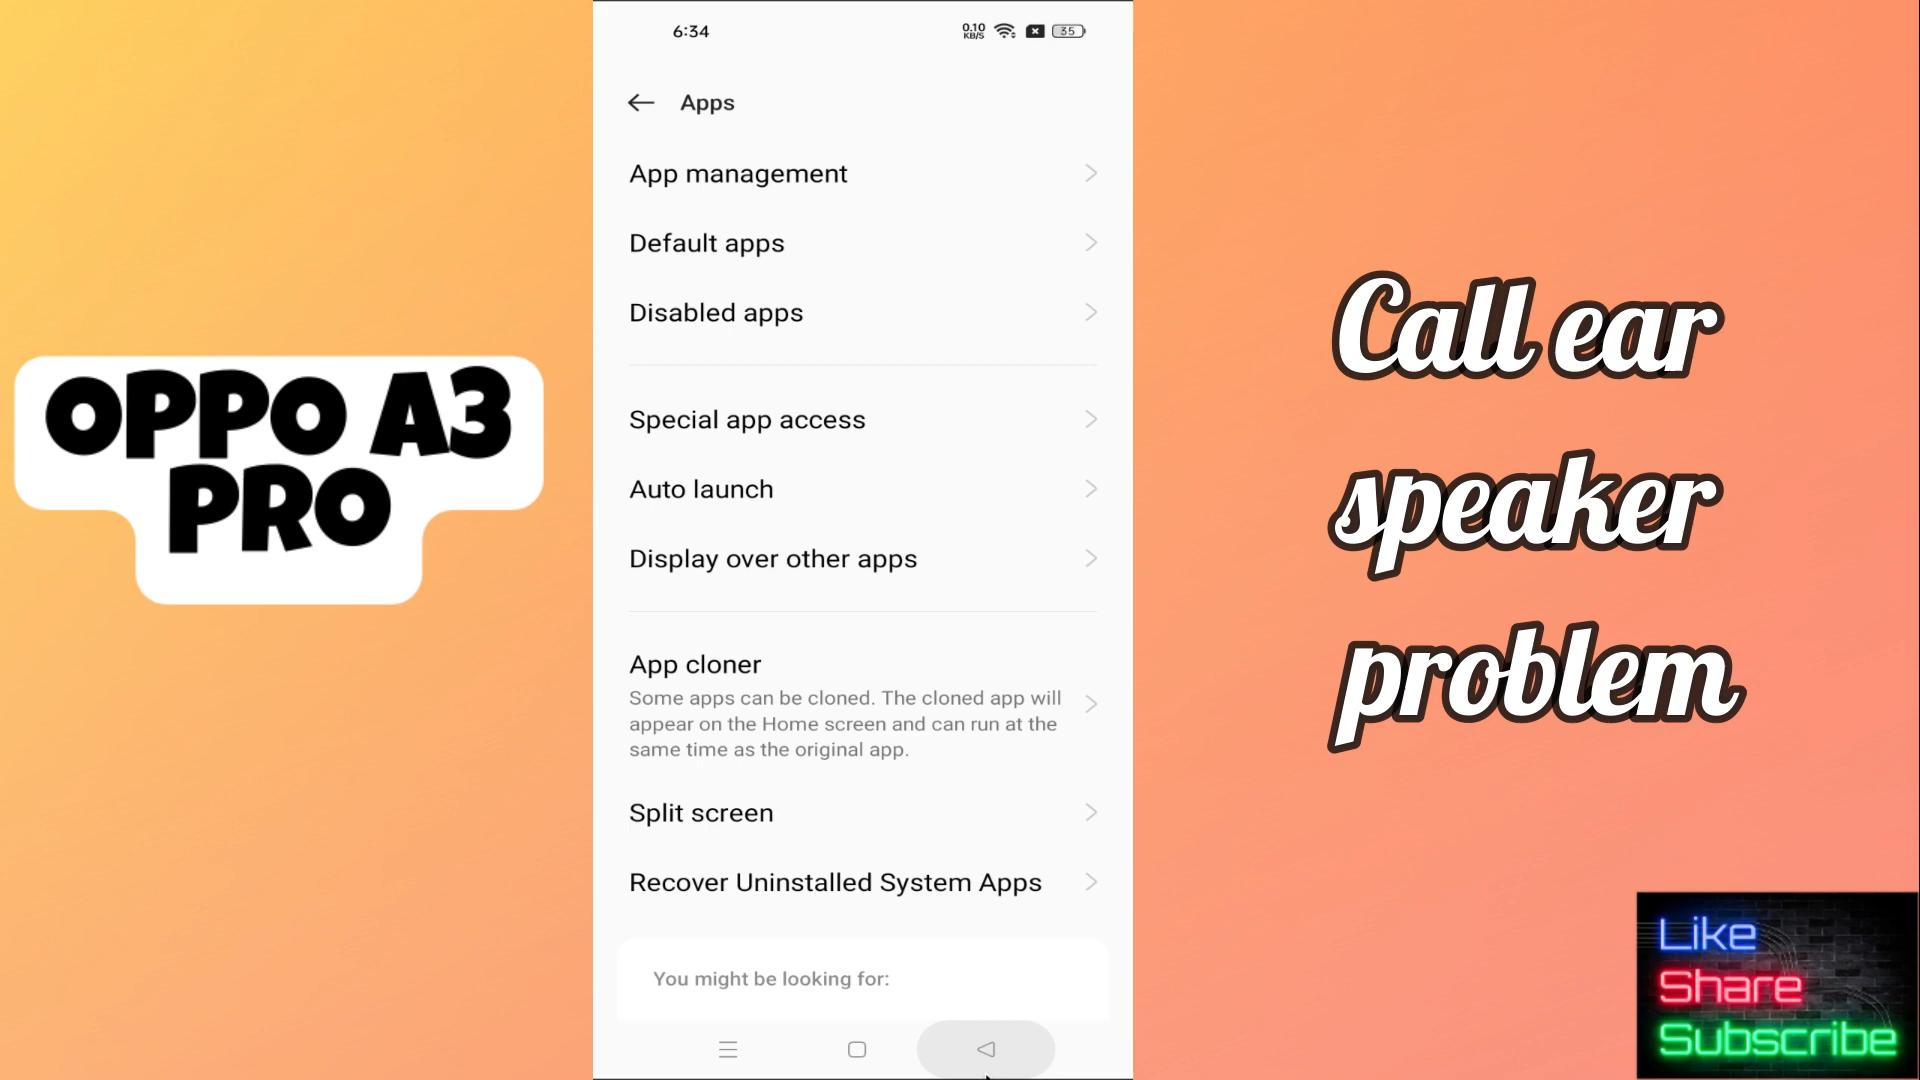 OPPO A3
PRO
6:34
0.10
KB/S
35
Apps
App management
Default apps
Disabled apps
Special app access
Auto launch
Display over other apps
App cloner
Some apps can be cloned. The cloned app will
appear on the Home screen and can run at the
same time as the original app.
Split screen
Recover Uninstalled System Apps
You might be looking for:
Call ear
speaker
problem
Like
Share
Subscribe